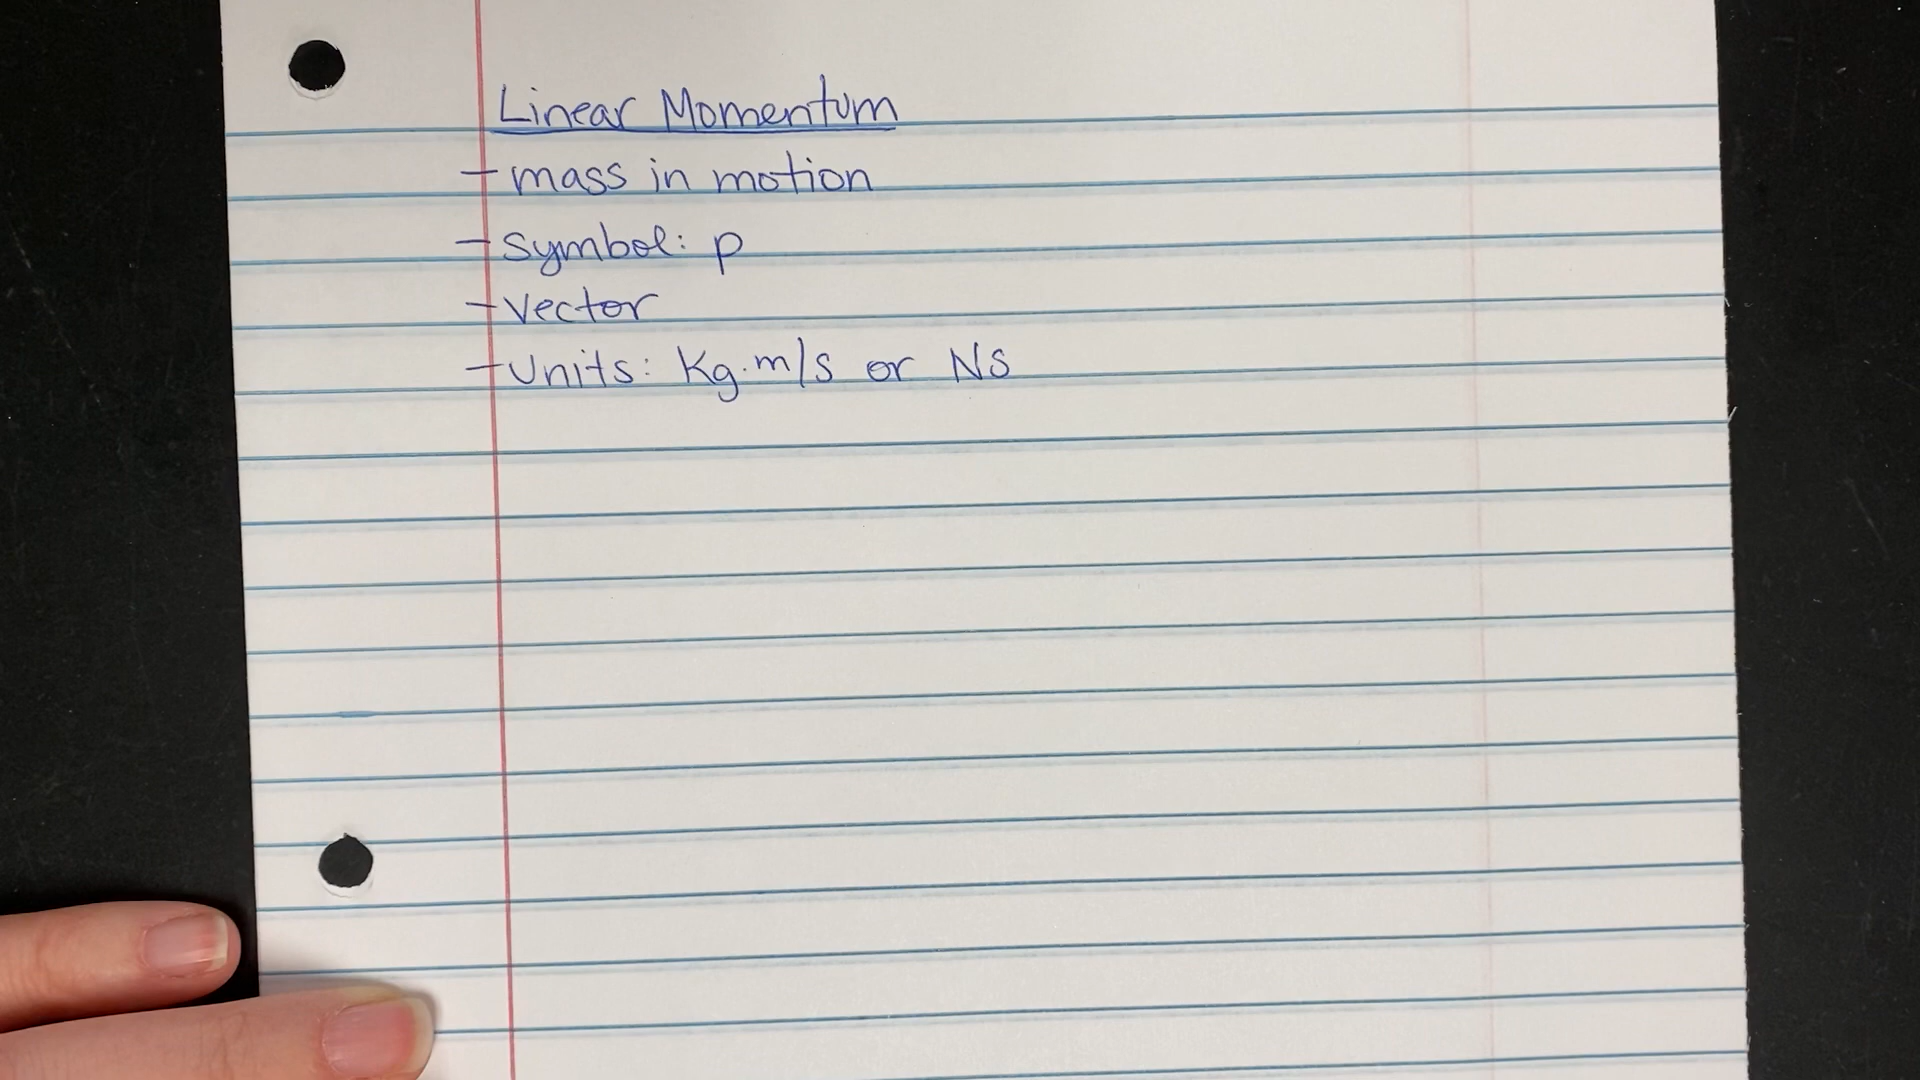 Linear Momentum
- mass in motion
- Symbol: p
- Vector
- Units: Kg·m/s or Ns